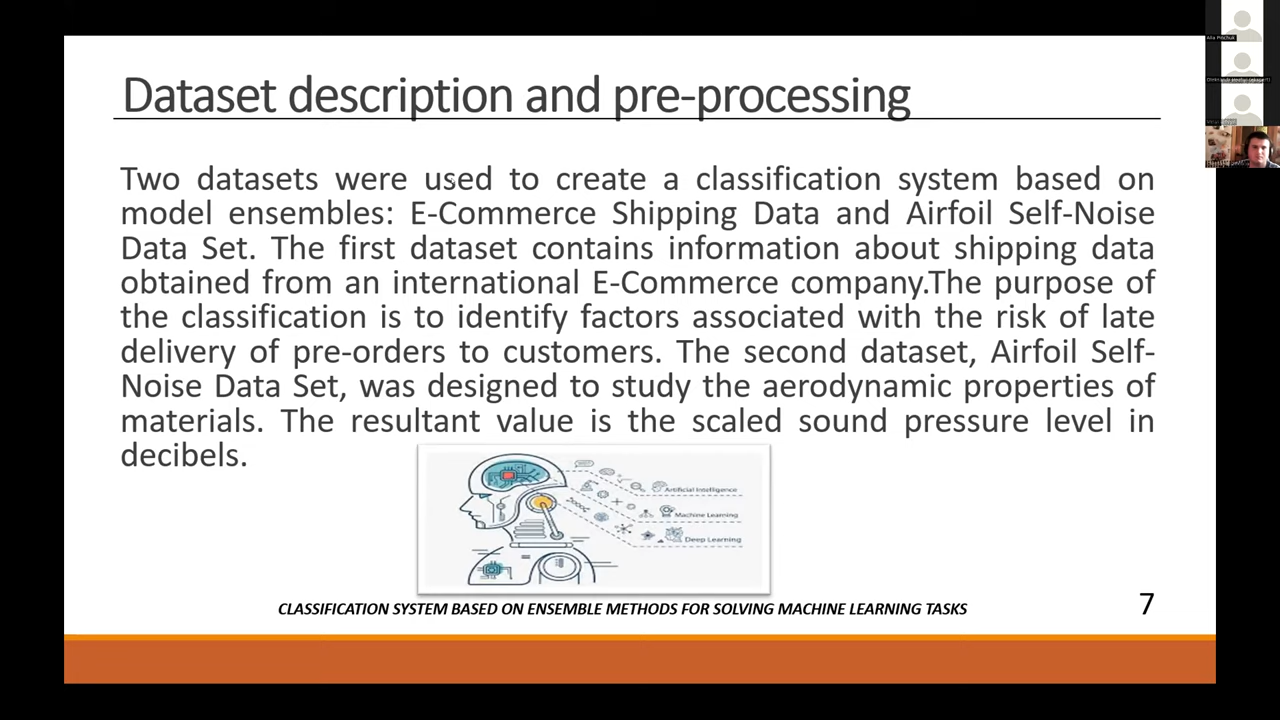 Dataset description and pre-processing
Two datasets were used to create a classification system based on
model ensembles: E-Commerce Shipping Data and Airfoil Self-Noise
Data Set. The first dataset contains information about shipping data
obtained from an international E-Commerce company.The purpose of
the classification is to identify factors associated with the risk of late
delivery of pre-orders to customers. The second dataset, Airfoil Self-
Noise Data Set, was designed to study the aerodynamic properties of
materials. The resultant value is the scaled sound pressure level in
decibels.
Artificial Intelligence
Machine Learning
Deep Learning
CLASSIFICATION SYSTEM BASED ON ENSEMBLE METHODS FOR SOLVING MACHINE LEARNING TASKS
7
Alla Pinchuk